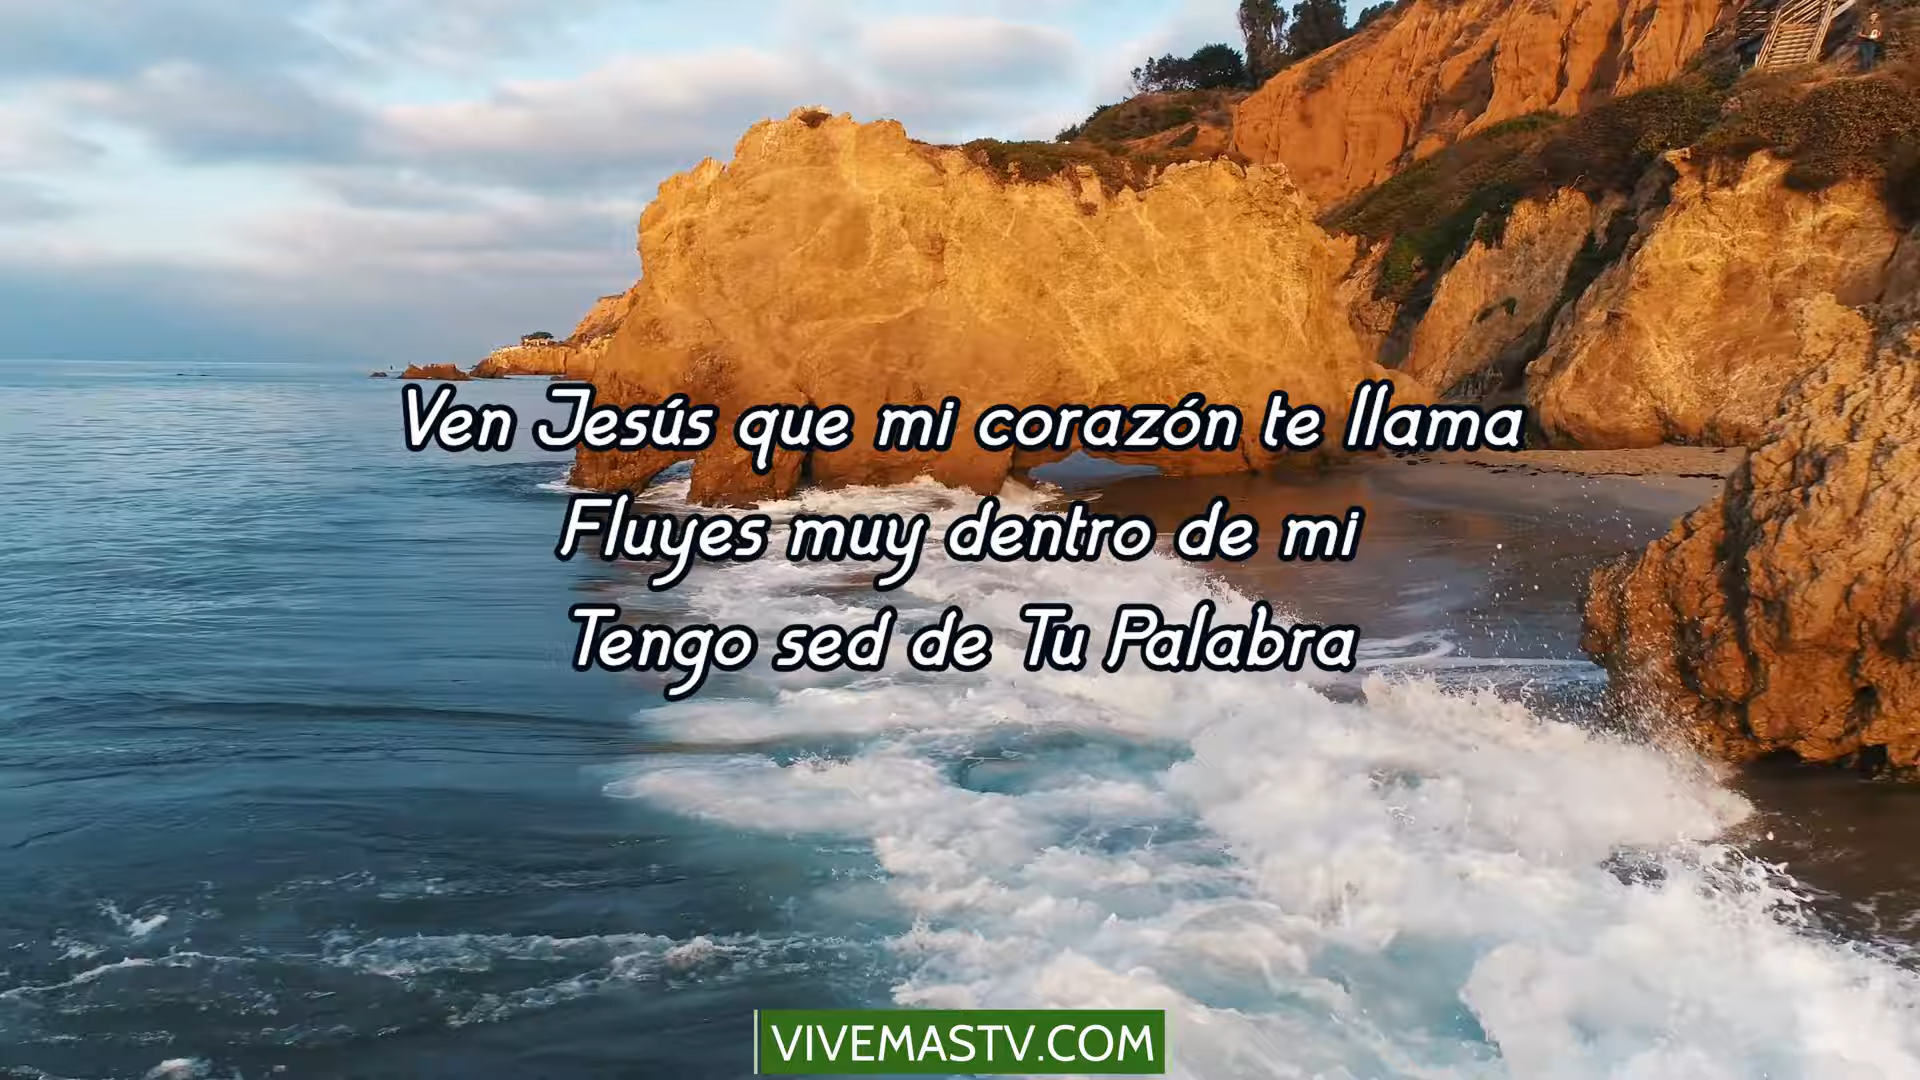 Ven Jesús que mi corazón te llama
Fluyes muy dentro de mi
Tengo sed de Tu Palabra
VIVEMASTV.COM